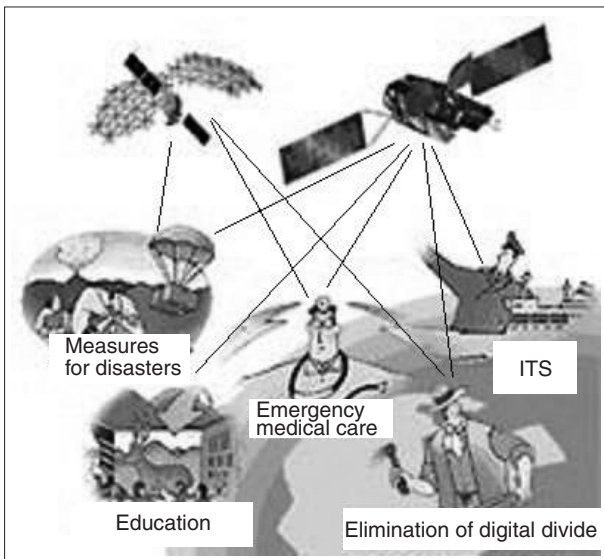 Measures
for disasters
ITS
Emergency
medical care
Education
Elimination of digital divide